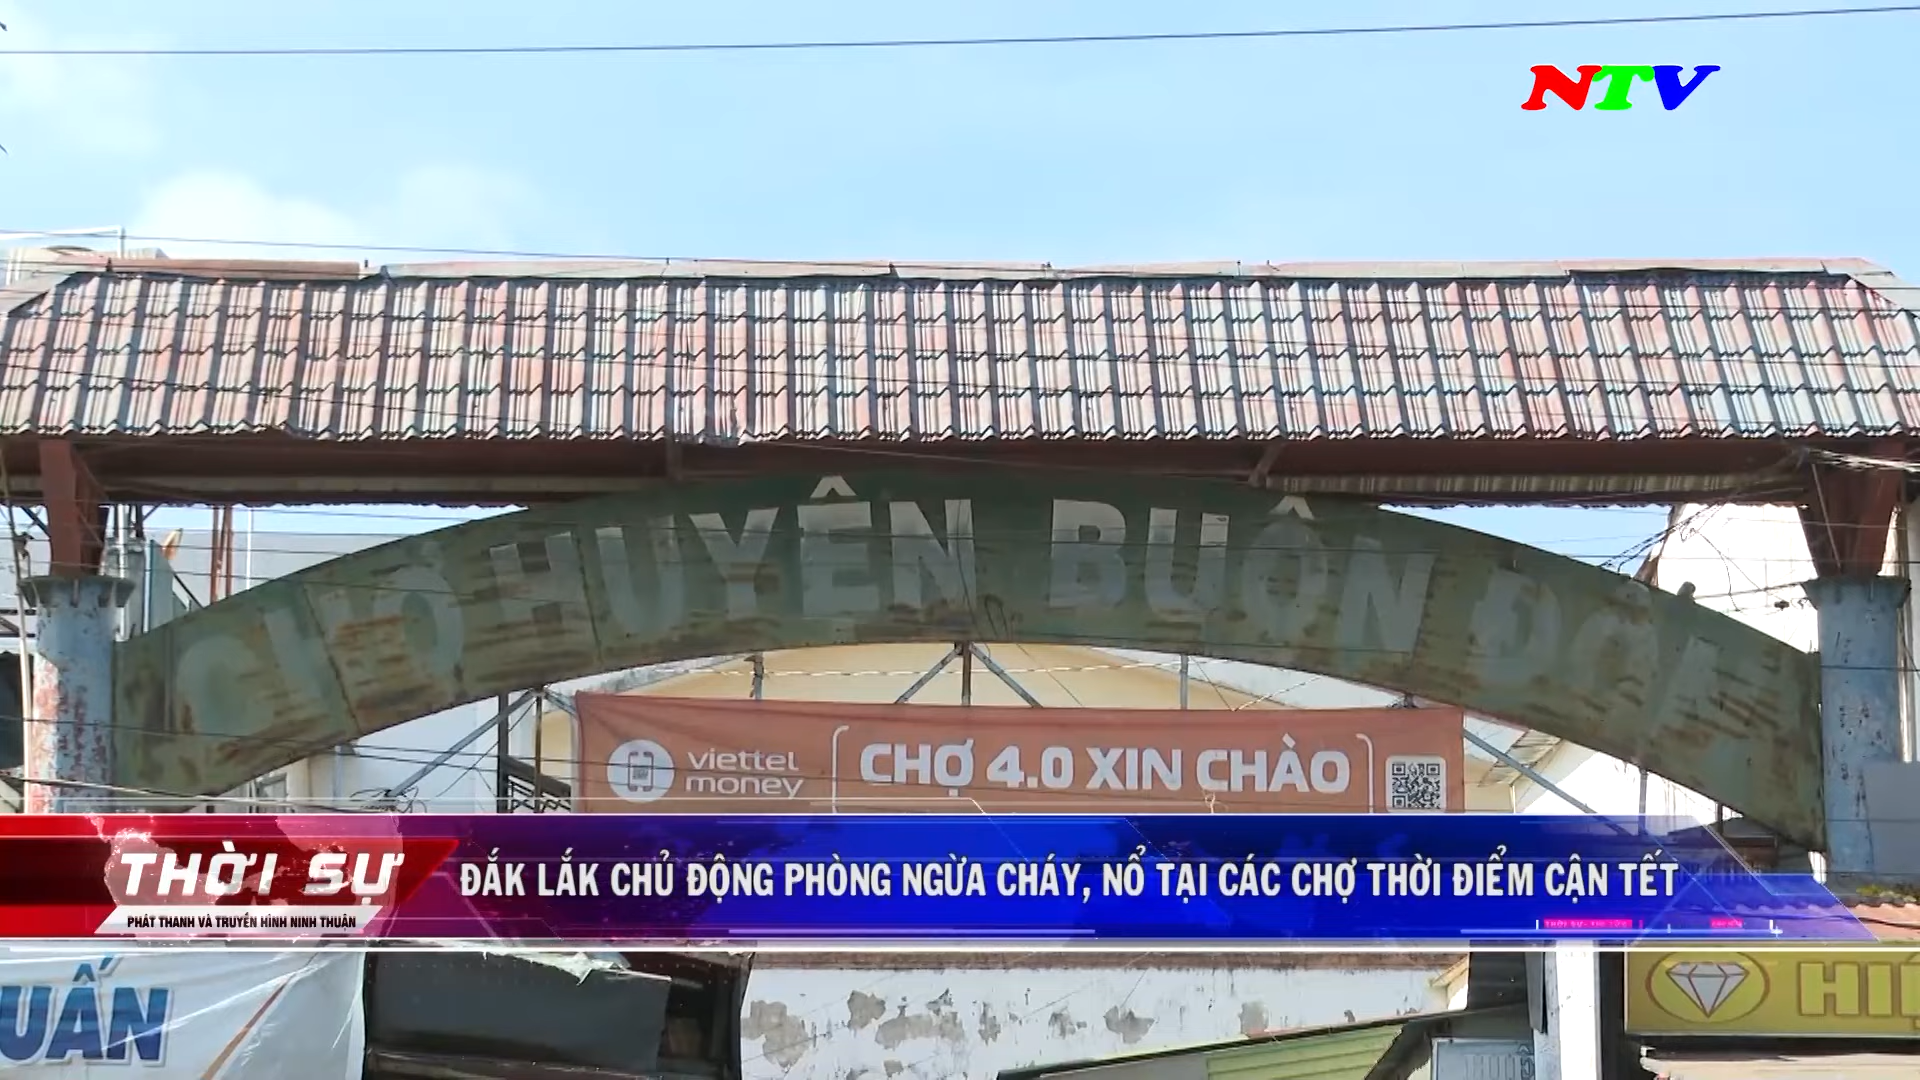 NTV
CHỢ HUYỆN BUÔN ĐÔN
viettel
money
CHỢ 4.0 XIN CHÀO
THỜI SỰ
PHÁT THANH VÀ TRUYỀN HÌNH NINH THUẬN
ĐẮK LẮK CHỦ ĐỘNG PHÒNG NGỪA CHÁY, NỔ TẠI CÁC CHỢ THỜI ĐIỂM CẬN TẾT
UẤN
HI